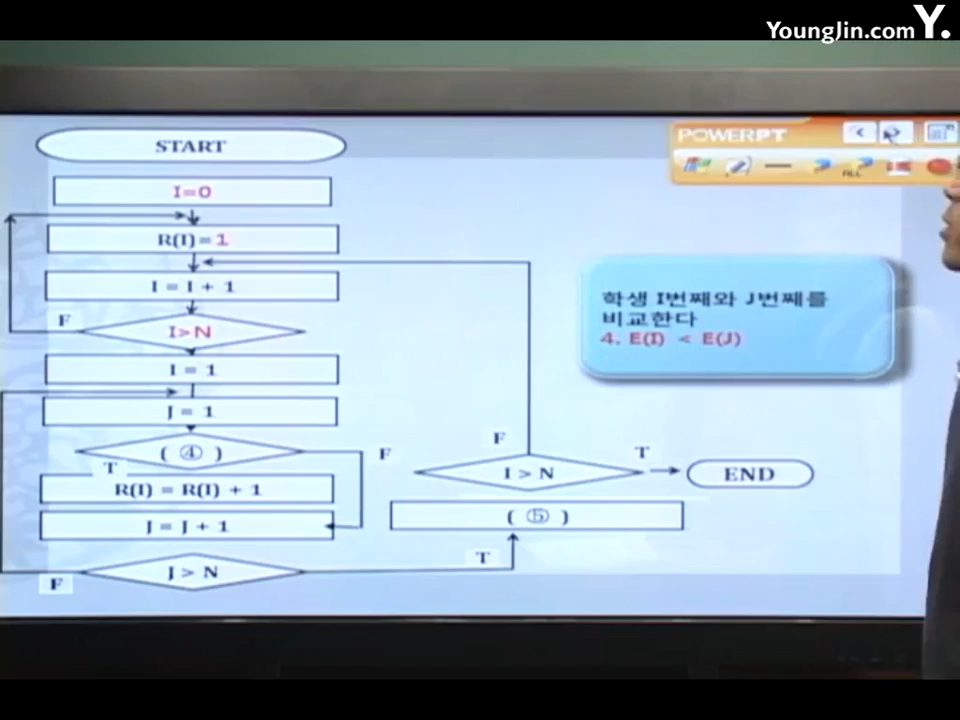 YoungJin.com Y.
POWERPT
START
I=0
R(I)= 1
I = I + 1
F
I> N
I = 1
J = 1
( ④ )
T
F
R(I) = R(I) + 1
J = J + 1
J > N
F
T
( ⑤ )
I > N
F
T
END
학생 I번째와 J번째를
비교한다
4. E(I) < E(J)